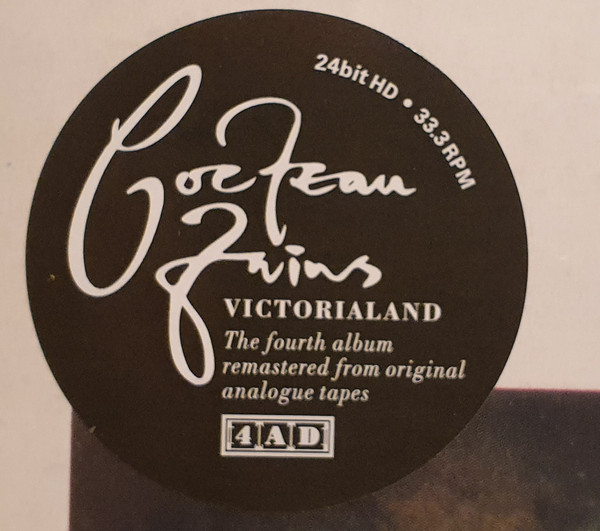 24bit HD • 33.3 RPM
Cocteau
Twins
VICTORIALAND
The fourth album
remastered from original
analogue tapes
4AD